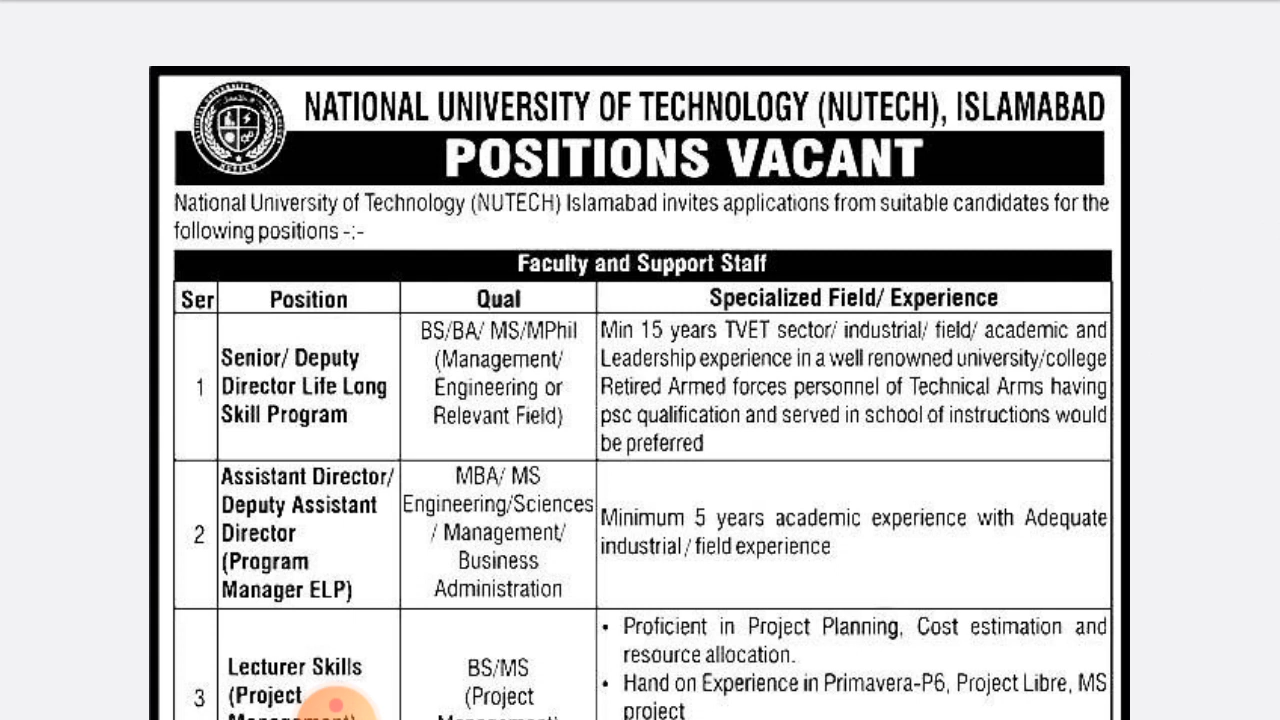 NATIONAL UNIVERSITY OF TECHNOLOGY (NUTECH), ISLAMABAD
POSITIONS VACANT
National University of Technology (NUTECH) Islamabad invites applications from suitable candidates for the
following positions -:-
Faculty and Support Staff
Ser Position Qual Specialized Field/ Experience
1
Senior/ Deputy
Director Life Long
Skill Program
BS/BA/ MS/MPhil
(Management/
Engineering or
Relevant Field)
Min 15 years TVET sector/ industrial/ field/ academic and
Leadership experience in a well renowned university/college
Retired Armed forces personnel of Technical Arms having
psc qualification and served in school of instructions would
be preferred
2
Assistant Director/
Deputy Assistant
Director
(Program
Manager ELP)
MBA/ MS
Engineering/Sciences
/ Management/
Business
Administration
Minimum 5 years academic experience with Adequate
industrial / field experience
3
Lecturer Skills
(Project
BS/MS
(Project
Management)
• Proficient in Project Planning, Cost estimation and
resource allocation.
• Hand on Experience in Primavera-P6, Project Libre, MS
project